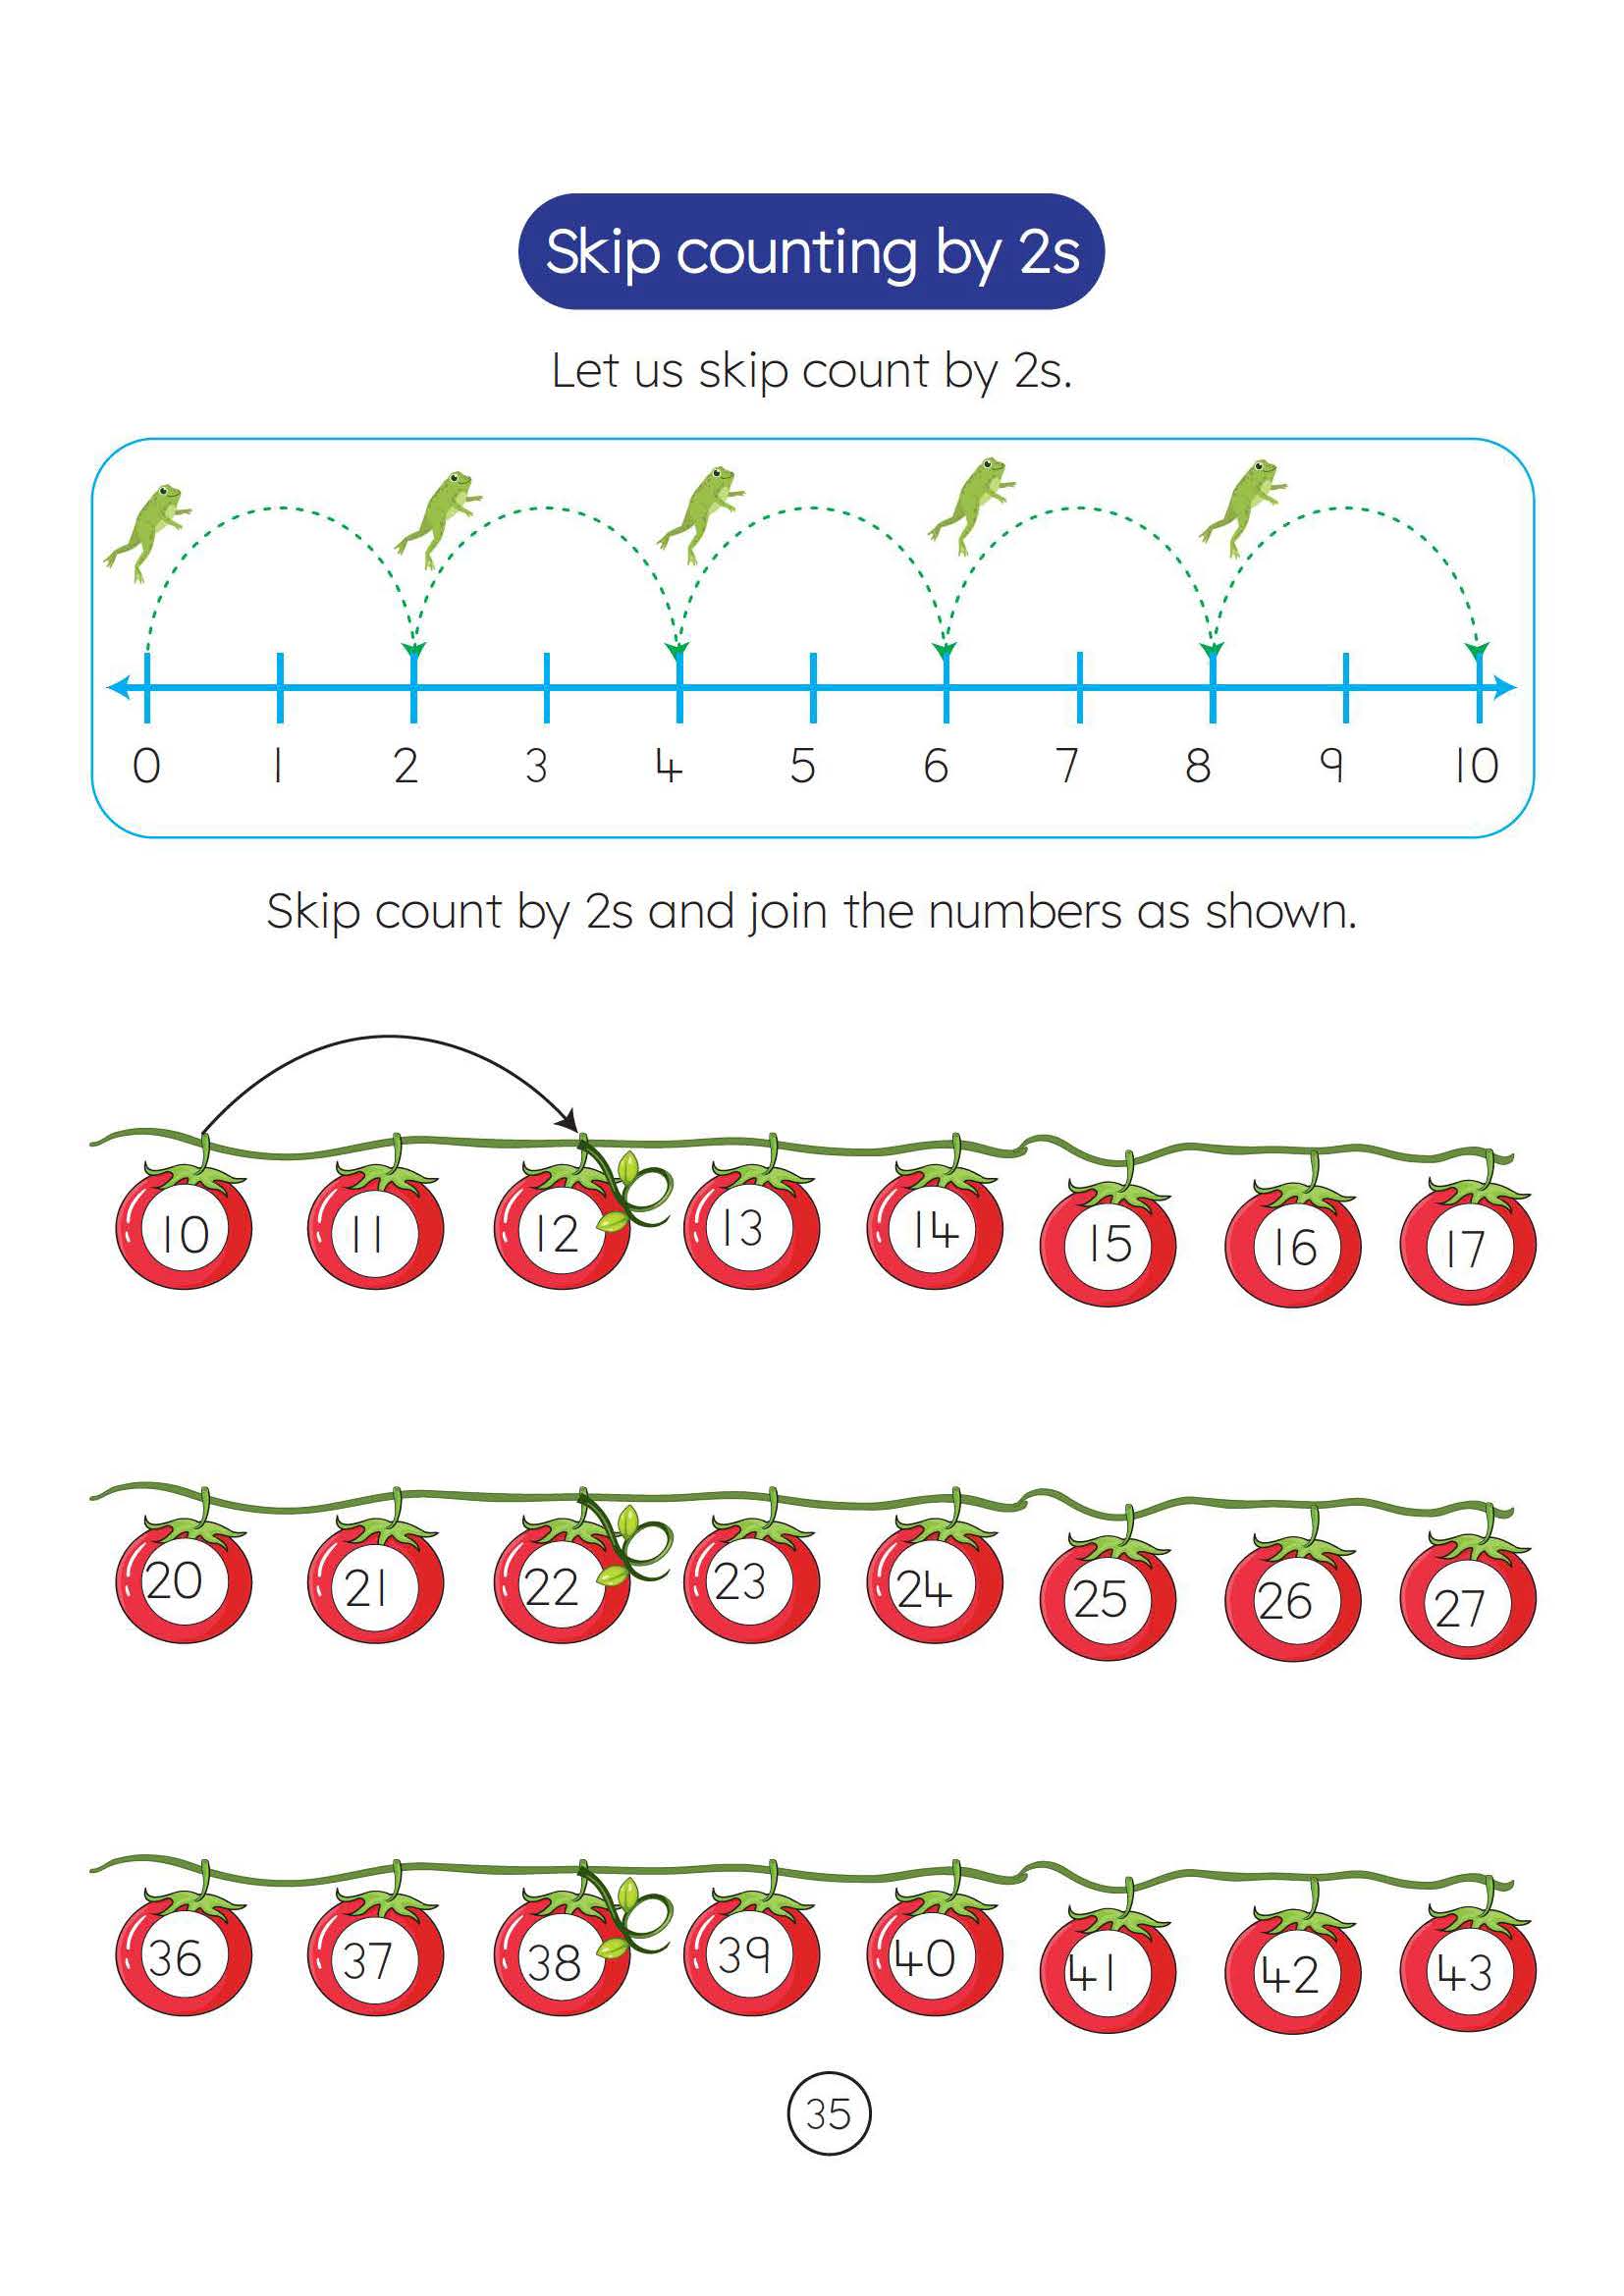 Skip counting by 2s
Let us skip count by 2s.
0 1 2 3 4 5 6 7 8 9 10
Skip count by 2s and join the numbers as shown.
10 11 12 13 14 15 16 17
20 21 22 23 24 25 26 27
36 37 38 39 40 41 42 43
35